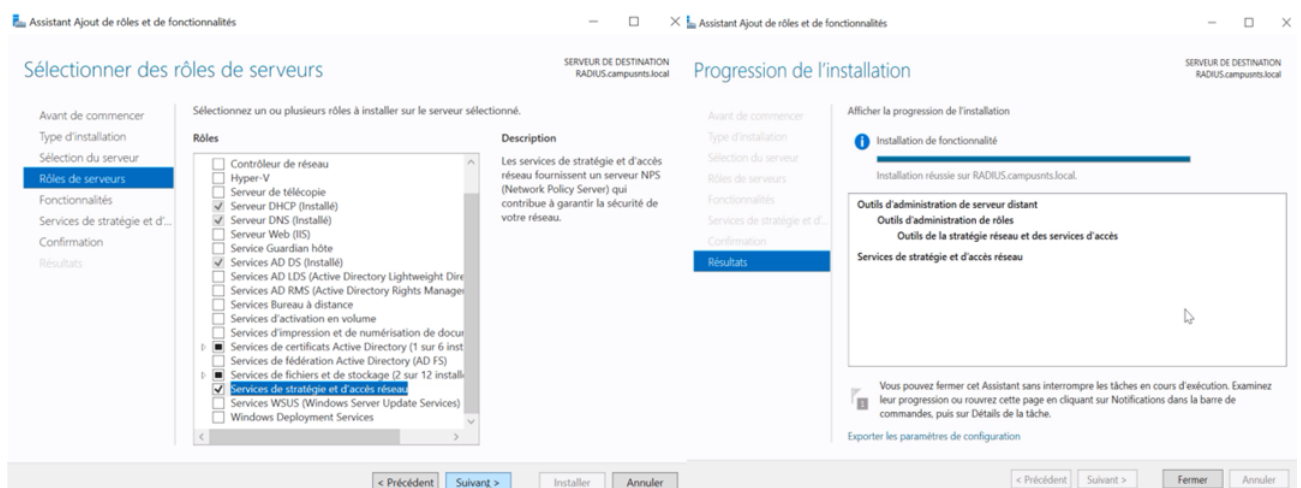 Assistant Ajout de rôles et de fonctionnalités
Sélectionner des rôles de serveurs
SERVEUR DE DESTINATION
RADIUS.campusnts.local
Avant de commencer
Type d'installation
Sélection du serveur
Rôles de serveurs
Fonctionnalités
Services de stratégie et d'...
Confirmation
Résultats
Sélectionnez un ou plusieurs rôles à installer sur le serveur sélectionné.
Rôles
Contrôleur de réseau
Hyper-V
Serveur de télécopie
Serveur DHCP (Installé)
Serveur DNS (Installé)
Serveur Web (IIS)
Service Guardian hôte
Services AD DS (Installé)
Services AD LDS (Active Directory Lightweight Dire
Services AD RMS (Active Directory Rights Manager
Services Bureau à distance
Services d'activation en volume
Services d'impression et de numérisation de docur
Services de certificats Active Directory (1 sur 6 inst
Services de fédération Active Directory (AD FS)
Services de fichiers et de stockage (2 sur 12 installé
Services de stratégie et d'accès réseau
Services WSUS (Windows Server Update Services)
Windows Deployment Services
Description
Les services de stratégie et d'accès
réseau fournissent un serveur NPS
(Network Policy Server) qui
contribue à garantir la sécurité de
votre réseau.
< Précédent
Suivant >
Installer
Annuler
Assistant Ajout de rôles et de fonctionnalités
Progression de l'installation
SERVEUR DE DESTINATION
RADIUS.campusnts.local
Avant de commencer
Type d'installation
Sélection du serveur
Rôles de serveurs
Fonctionnalités
Services de stratégie et d'...
Confirmation
Résultats
Afficher la progression de l'installation
Installation de fonctionnalité
Installation réussie sur RADIUS.campusnts.local.
Outils d'administration de serveur distant
Outils d'administration de rôles
Outils de la stratégie réseau et des services d'accès
Services de stratégie et d'accès réseau
Vous pouvez fermer cet Assistant sans interrompre les tâches en cours d'exécution. Examinez
leur progression ou rouvrez cette page en cliquant sur Notifications dans la barre de
commandes, puis sur Détails de la tâche.
Exporter les paramètres de configuration
< Précédent
Suivant >
Fermer
Annuler